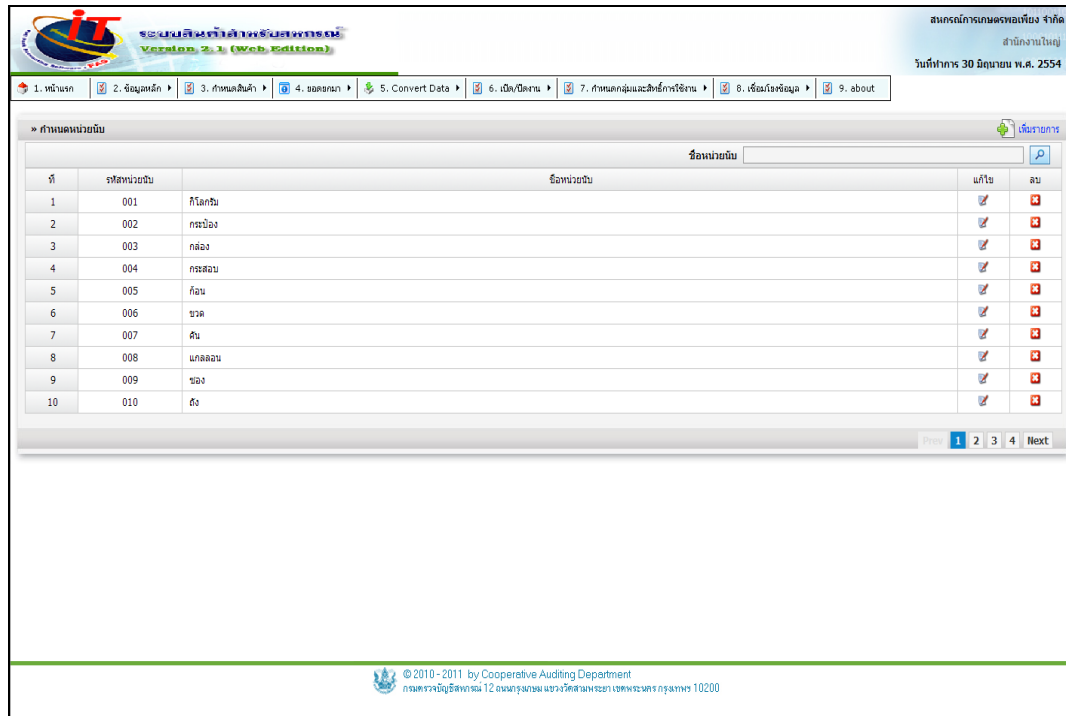 สหกรณ์การเกษตรพอเพียง จำกัด
iT
ระบบสินค้าสำหรับสหกรณ์
สำนักงานใหญ่
Version 2.1 (Web Edition)
วันที่ทำการ 30 มิถุนายน พ.ศ. 2554
1. หน้าแรก 2. ข้อมูลหลัก 3. กำหนดสินค้า 4. ยอดยกมา 5. Convert Data 6. เปิด/ปิดงาน 7. กำหนดกลุ่มและสิทธิ์การใช้งาน 8. เชื่อมโยงข้อมูล 9. about
» กำหนดหน่วยนับ เพิ่มรายการ
ชื่อหน่วยนับ
ที่ รหัสหน่วยนับ ชื่อหน่วยนับ แก้ไข ลบ
1 001 กิโลกรัม
2 002 กระป๋อง
3 003 กล่อง
4 004 กระสอบ
5 005 ก้อน
6 006 ขวด
7 007 คัน
8 008 แกลลอน
9 009 ซอง
10 010 ถัง
Prev 1 2 3 4 Next
© 2010 - 2011 by Cooperative Auditing Department
กรมตรวจบัญชีสหกรณ์ 12 ถนนกรุงเกษม แขวงวัดสามพระยา เขตพระนคร กรุงเทพฯ 10200